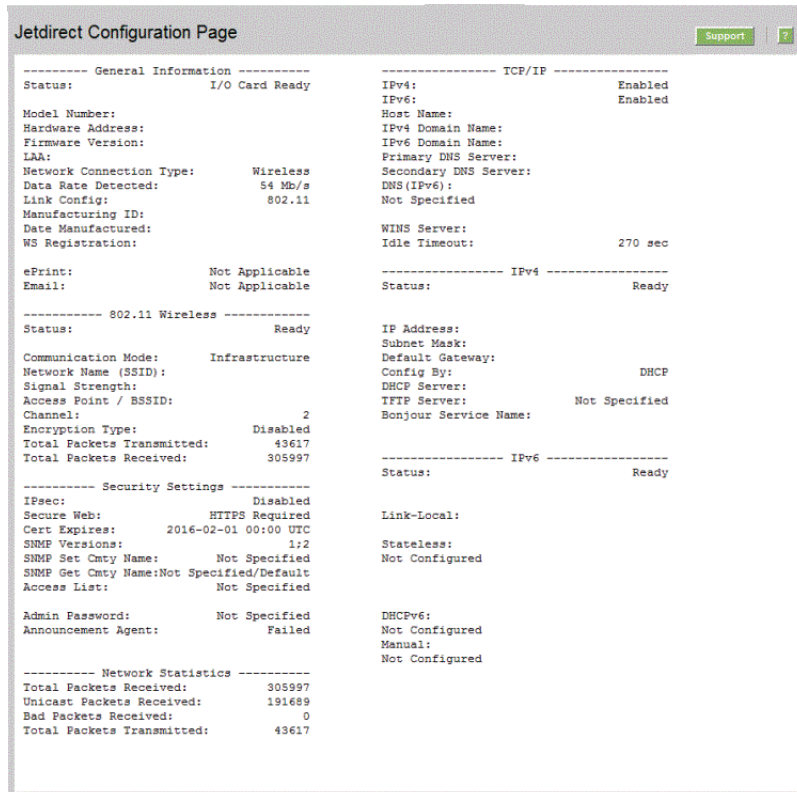 Jetdirect Configuration Page
Support
?
--------- General Information ----------
Status: I/O Card Ready
Model Number:
Hardware Address:
Firmware Version:
LAA:
Network Connection Type: Wireless
Data Rate Detected: 54 Mb/s
Link Config: 802.11
Manufacturing ID:
Date Manufactured:
WS Registration:
ePrint: Not Applicable
Email: Not Applicable
----------- 802.11 Wireless ------------
Status: Ready
Communication Mode: Infrastructure
Network Name (SSID):
Signal Strength:
Access Point / BSSID:
Channel: 2
Encryption Type: Disabled
Total Packets Transmitted: 43617
Total Packets Received: 305997
---------- Security Settings -----------
IPsec: Disabled
Secure Web: HTTPS Required
Cert Expires: 2016-02-01 00:00 UTC
SNMP Versions: 1;2
SNMP Set Cmty Name: Not Specified
SNMP Get Cmty Name:Not Specified/Default
Access List: Not Specified
Admin Password: Not Specified
Announcement Agent: Failed
---------- Network Statistics ----------
Total Packets Received: 305997
Unicast Packets Received: 191689
Bad Packets Received: 0
Total Packets Transmitted: 43617
---------------- TCP/IP ----------------
IPv4: Enabled
IPv6: Enabled
Host Name:
IPv4 Domain Name:
IPv6 Domain Name:
Primary DNS Server:
Secondary DNS Server:
DNS(IPv6):
Not Specified
WINS Server:
Idle Timeout: 270 sec
----------------- IPv4 -----------------
Status: Ready
IP Address:
Subnet Mask:
Default Gateway:
Config By: DHCP
DHCP Server:
TFTP Server: Not Specified
Bonjour Service Name:
----------------- IPv6 -----------------
Status: Ready
Link-Local:
Stateless:
Not Configured
DHCPv6:
Not Configured
Manual:
Not Configured